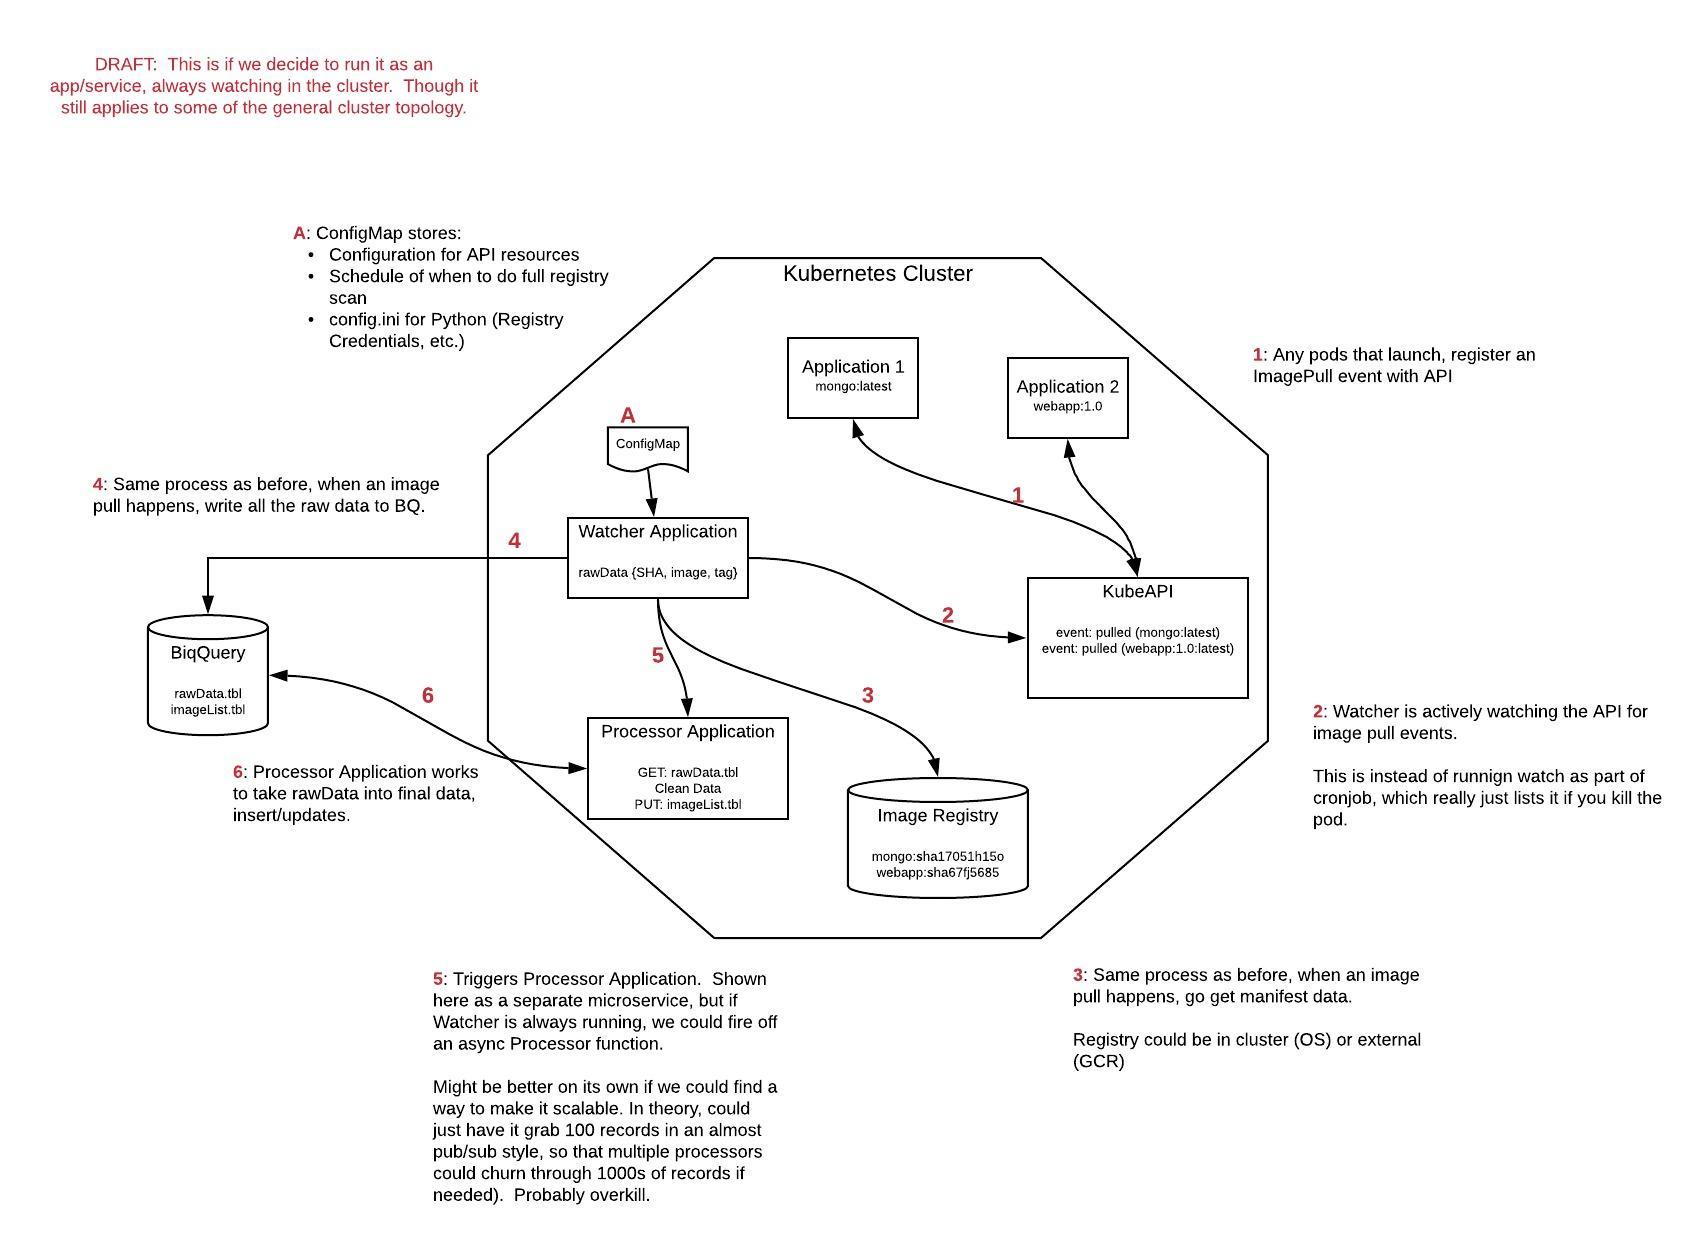 DRAFT:  This is if we decide to run it as an
app/service, always watching in the cluster.  Though it
still applies to some of the general cluster topology.
A: ConfigMap stores:
• Configuration for API resources
• Schedule of when to do full registry
scan
• config.ini for Python (Registry
Credentials, etc.)
Kubernetes Cluster
Application 1
mongo:latest
Application 2
webapp:1.0
1: Any pods that launch, register an
ImagePull event with API
A
ConfigMap
4: Same process as before, when an image
pull happens, write all the raw data to BQ.
1
4
Watcher Application
rawData {SHA, image, tag}
KubeAPI
event: pulled (mongo:latest)
event: pulled (webapp:1.0:latest)
2
5
3
6
BiqQuery
rawData.tbl
imageList.tbl
Processor Application
GET: rawData.tbl
Clean Data
PUT: imageList.tbl
2: Watcher is actively watching the API for
image pull events.
This is instead of runnign watch as part of
cronjob, which really just lists it if you kill the
pod.
6: Processor Application works
to take rawData into final data,
insert/updates.
Image Registry
mongo:sha17051h15o
webapp:sha67fj5685
5: Triggers Processor Application.  Shown
here as a separate microservice, but if
Watcher is always running, we could fire off
an async Processor function.
Might be better on its own if we could find a
way to make it scalable. In theory, could
just have it grab 100 records in an almost
pub/sub style, so that multiple processors
could churn through 1000s of records if
needed).  Probably overkill.
3: Same process as before, when an image
pull happens, go get manifest data.
Registry could be in cluster (OS) or external
(GCR)